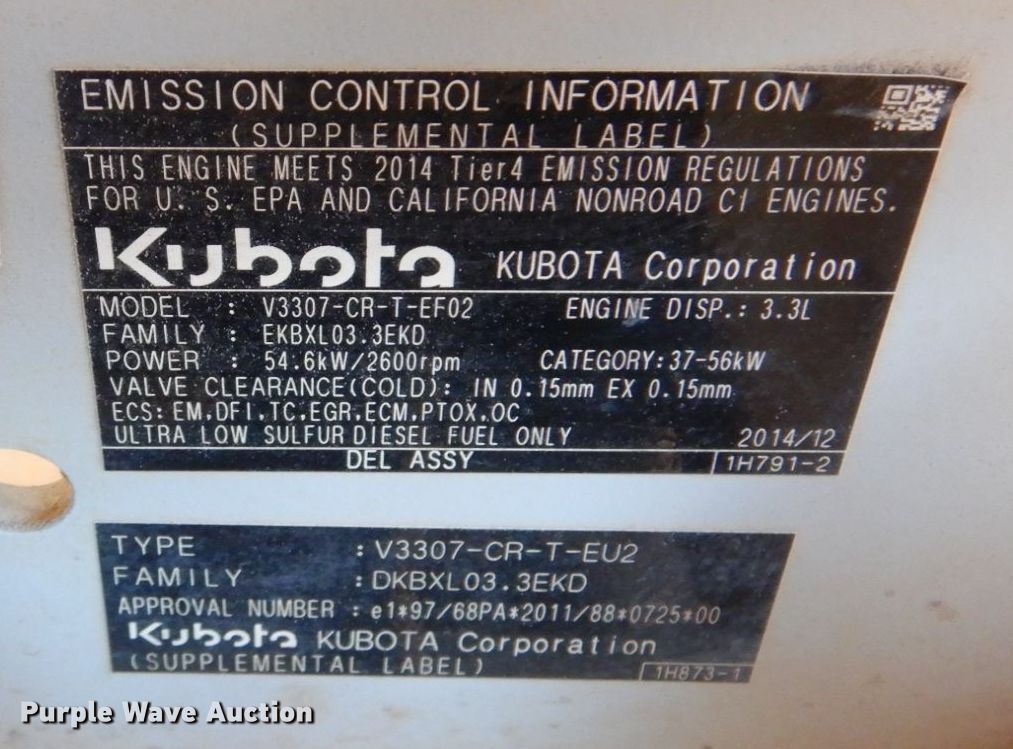 EMISSION CONTROL INFORMATION
(SUPPLEMENTAL LABEL)
THIS ENGINE MEETS 2014 Tier4 EMISSION REGULATIONS
FOR U. S. EPA AND CALIFORNIA NONROAD CI ENGINES.
Kubota KUBOTA Corporation
MODEL : V3307-CR-T-EF02 ENGINE DISP.: 3.3L
FAMILY : EKBXL03.3EKD
POWER : 54.6kW/2600rpm CATEGORY: 37-56kW
VALVE CLEARANCE(COLD): IN 0.15mm EX 0.15mm
ECS: EM,DFI,TC,EGR,ECM,PTOX,OC
ULTRA LOW SULFUR DIESEL FUEL ONLY 2014/12
DEL ASSY 1H791-2
TYPE : V3307-CR-T-EU2
FAMILY : DKBXL03.3EKD
APPROVAL NUMBER : e1*97/68PA*2011/88*0725*00
Kubota KUBOTA Corporation
(SUPPLEMENTAL LABEL) 1H873-1
Purple Wave Auction